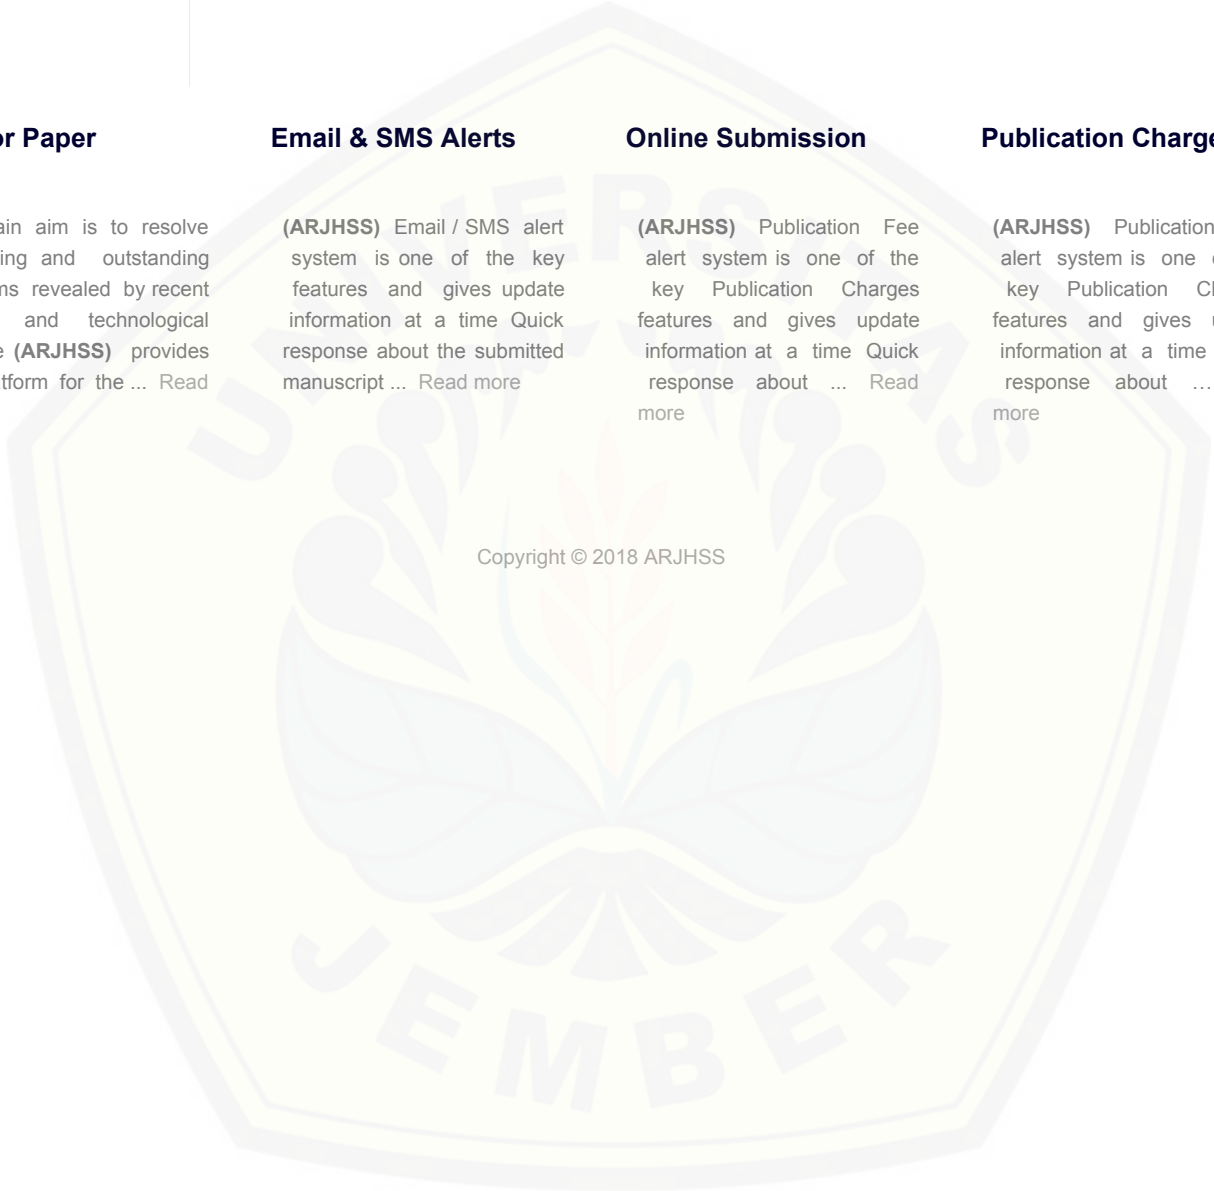 or Paper
ain aim is to resolve
ing and outstanding
ms revealed by recent
and technological
e (ARJHSS) provides
tform for the ... Read
Email & SMS Alerts
(ARJHSS) Email / SMS alert
system is one of the key
features and gives update
information at a time Quick
response about the submitted
manuscript ... Read more
Online Submission
(ARJHSS) Publication Fee
alert system is one of the
key Publication Charges
features and gives update
information at a time Quick
response about ... Read
more
Publication Charge
(ARJHSS) Publication
alert system is one
key Publication Ch
features and gives u
information at a time
response about ...
more
Copyright © 2018 ARJHSS
UNIVERSITAS
JEMBER